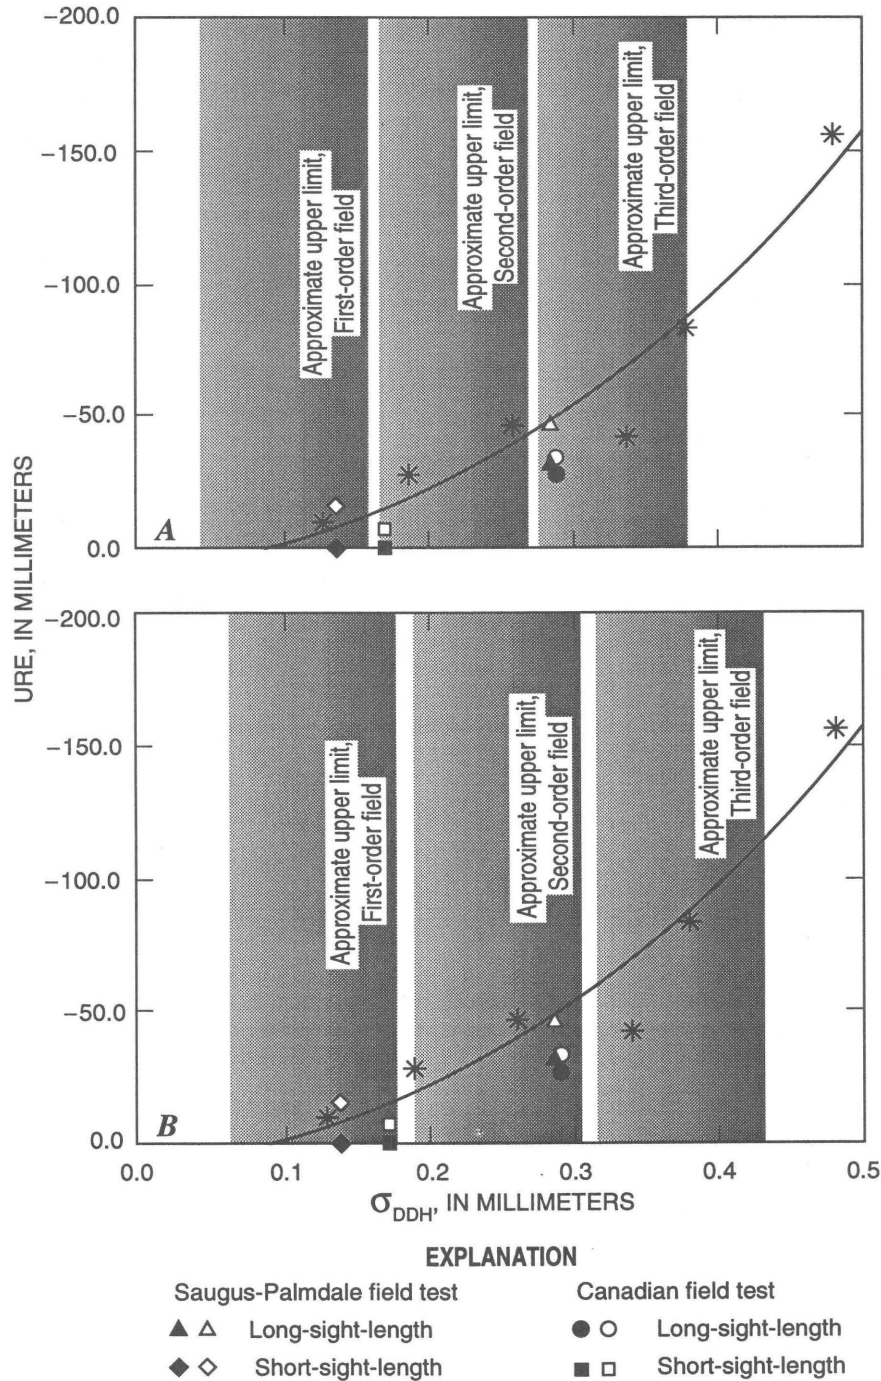 -200.0
-150.0
-100.0
-50.0
0.0
Approximate upper limit,
First-order field
Approximate upper limit,
Second-order field
Approximate upper limit,
Third-order field
A
URE, IN MILLIMETERS
-200.0
-150.0
-100.0
-50.0
0.0
Approximate upper limit,
First-order field
Approximate upper limit,
Second-order field
Approximate upper limit,
Third-order field
B
0.0 0.1 0.2 0.3 0.4 0.5
σDDH, IN MILLIMETERS
EXPLANATION
Saugus-Palmdale field test
Long-sight-length
Short-sight-length
Canadian field test
Long-sight-length
Short-sight-length